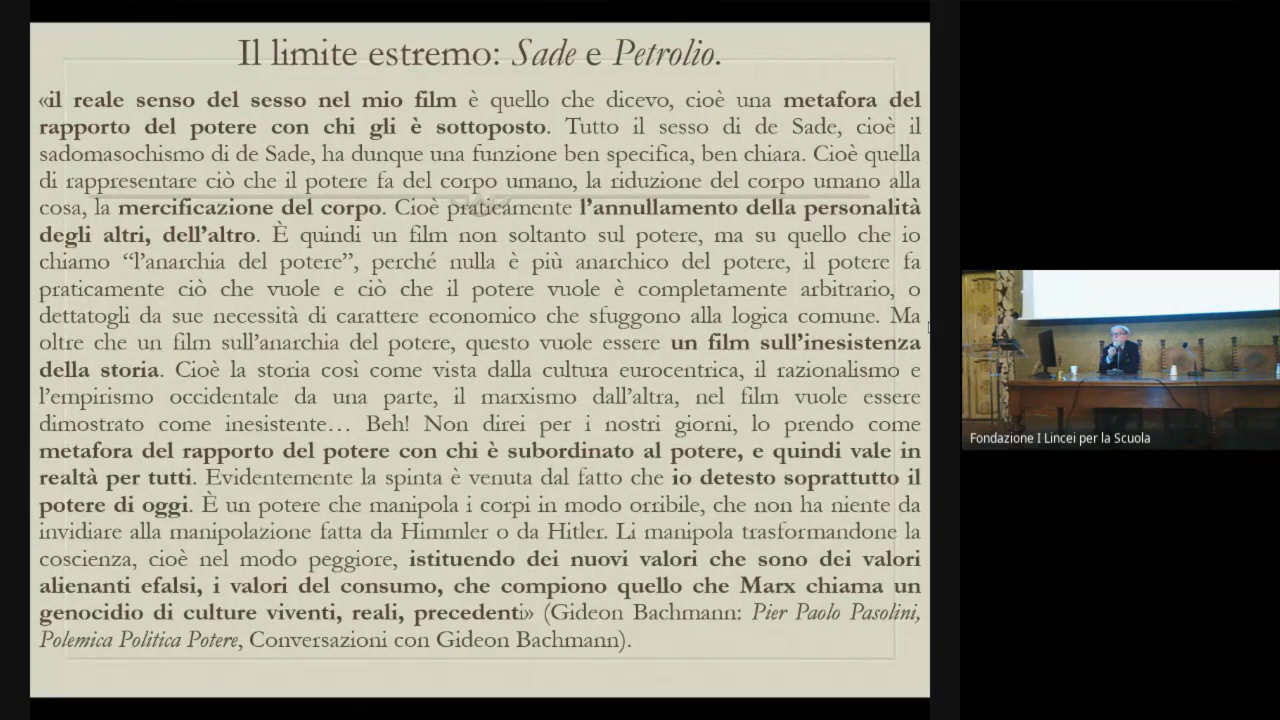 Il limite estremo: Sade e Petrolio.
«il reale senso del sesso nel mio film è quello che dicevo, cioè una metafora del
rapporto del potere con chi gli è sottoposto. Tutto il sesso di de Sade, cioè il
sadomasochismo di de Sade, ha dunque una funzione ben specifica, ben chiara. Cioè quella
di rappresentare ciò che il potere fa del corpo umano, la riduzione del corpo umano alla
cosa, la mercificazione del corpo. Cioè praticamente l’annullamento della personalità
degli altri, dell’altro. È quindi un film non soltanto sul potere, ma su quello che io
chiamo “l’anarchia del potere”, perché nulla è più anarchico del potere, il potere fa
praticamente ciò che vuole e ciò che il potere vuole è completamente arbitrario, o
dettatogli da sue necessità di carattere economico che sfuggono alla logica comune. Ma
oltre che un film sull’anarchia del potere, questo vuole essere un film sull’inesistenza
della storia. Cioè la storia così come vista dalla cultura eurocentrica, il razionalismo e
l’empirismo occidentale da una parte, il marxismo dall’altra, nel film vuole essere
dimostrato come inesistente… Beh! Non direi per i nostri giorni, lo prendo come
metafora del rapporto del potere con chi è subordinato al potere, e quindi vale in
realtà per tutti. Evidentemente la spinta è venuta dal fatto che io detesto soprattutto il
potere di oggi. È un potere che manipola i corpi in modo orribile, che non ha niente da
invidiare alla manipolazione fatta da Himmler o da Hitler. Li manipola trasformandone la
coscienza, cioè nel modo peggiore, istituendo dei nuovi valori che sono dei valori
alienanti efalsi, i valori del consumo, che compiono quello che Marx chiama un
genocidio di culture viventi, reali, precedenti» (Gideon Bachmann: Pier Paolo Pasolini,
Polemica Politica Potere, Conversazioni con Gideon Bachmann).
Fondazione I Lincei per la Scuola